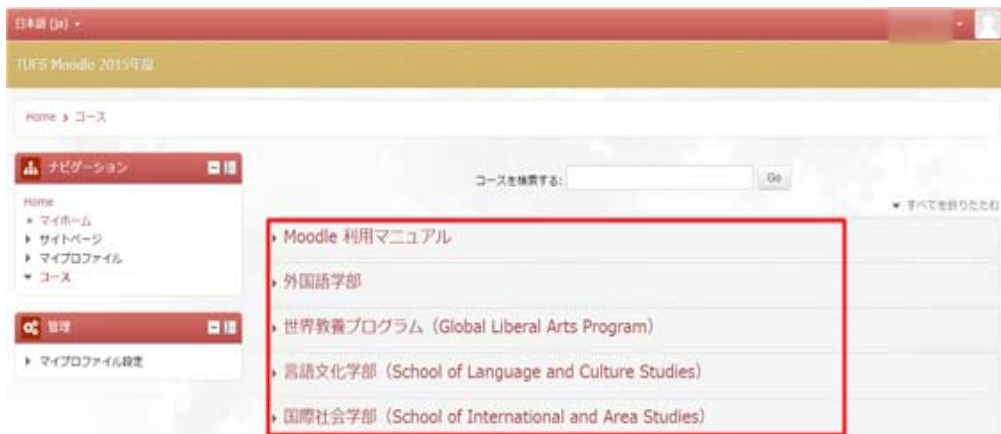 日本語 (ja)
TUFS Moodle 2015年度
Home コース
ナビゲーション
コースを検索する: Go
Home
すべてを折りたたむ
マイホーム
サイトページ
マイプロファイル
コース
Moodle 利用マニュアル
外国語学部
管理
世界教養プログラム（Global Liberal Arts Program）
マイプロファイル設定
言語文化学部（School of Language and Culture Studies）
国際社会学部（School of International and Area Studies）